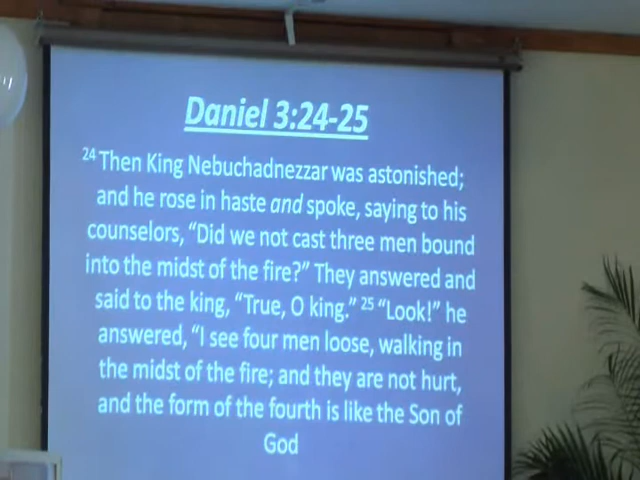 Daniel 3:24-25
24 Then King Nebuchadnezzar was astonished;
and he rose in haste and spoke, saying to his
counselors, “Did we not cast three men bound
into the midst of the fire?” They answered and
said to the king, “True, O king.” 25 “Look!” he
answered, “I see four men loose, walking in
the midst of the fire; and they are not hurt,
and the form of the fourth is like the Son of
God